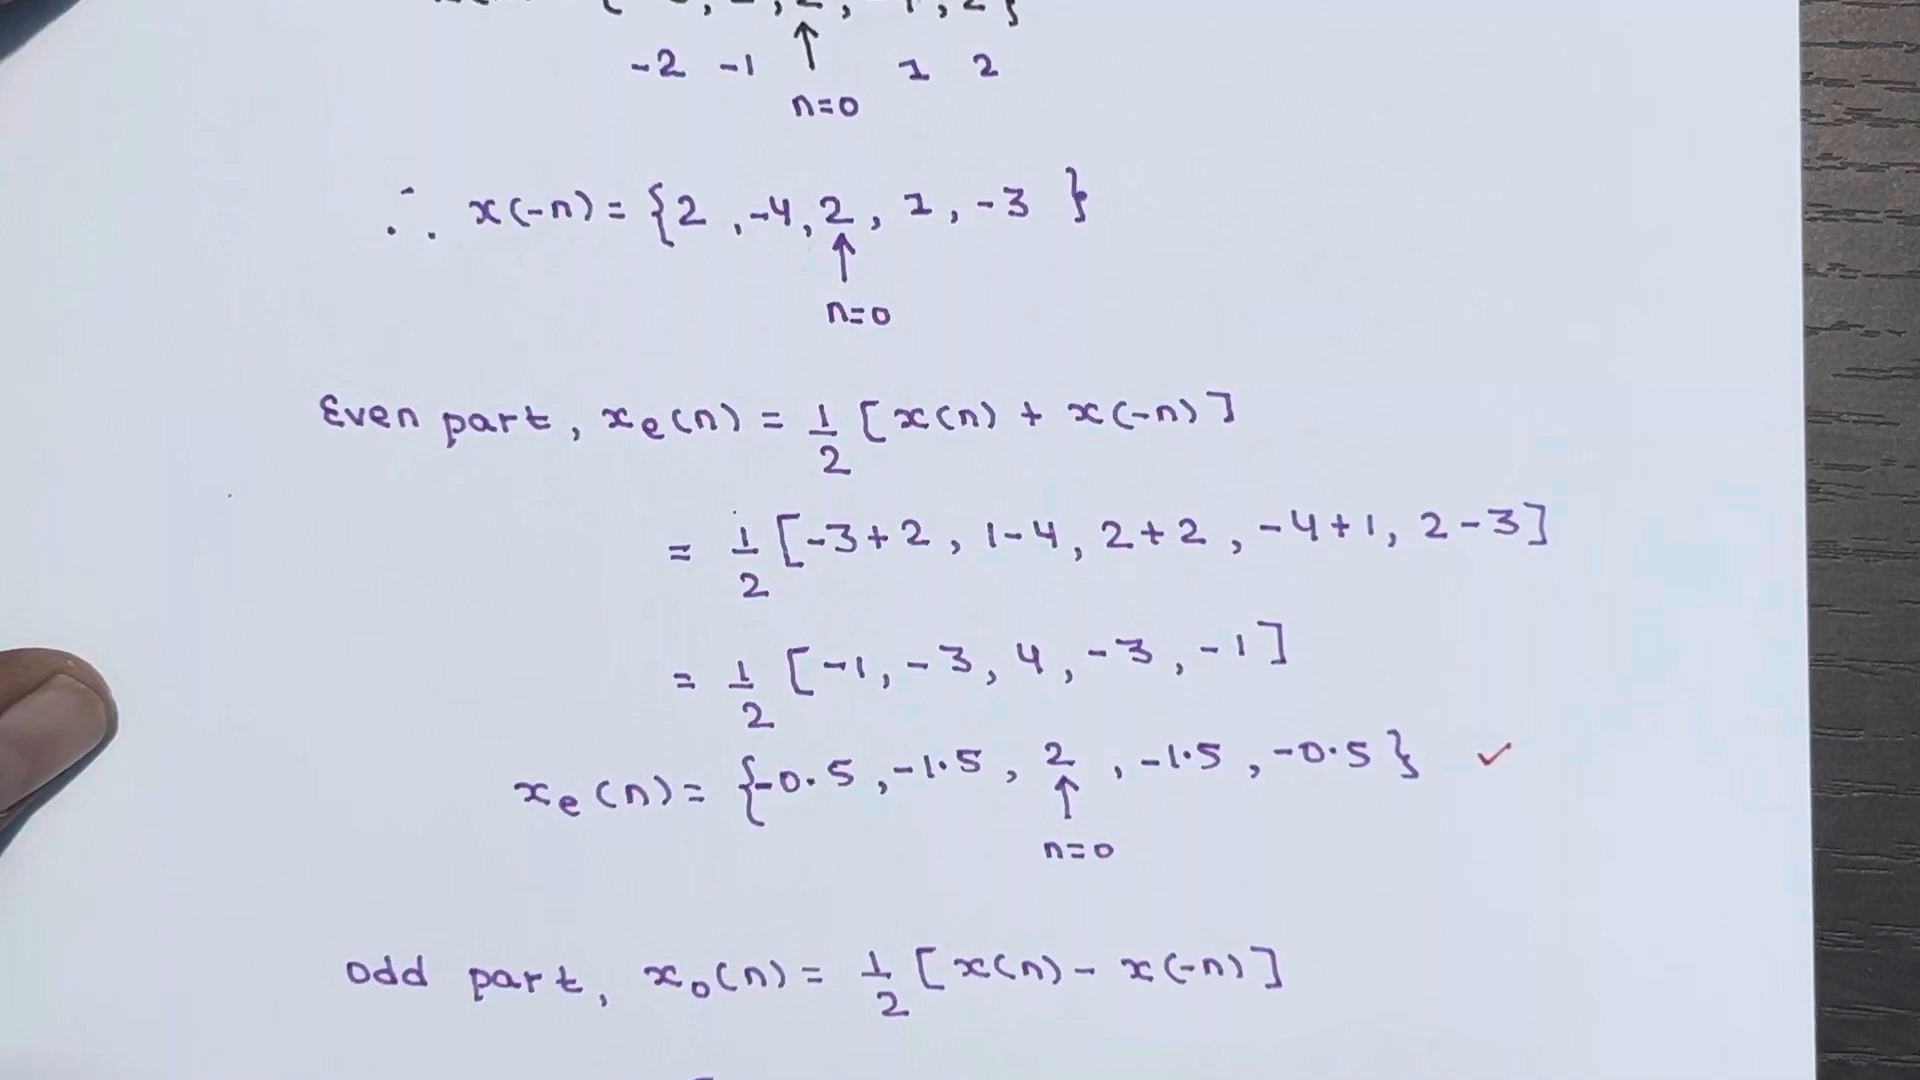 -2 -1 ↑ 1 2
n=0
∴ x(-n) = {2, -4, 2, 1, -3}
↑
n=0
Even part, xe(n) = 1/2 [x(n) + x(-n)]
= 1/2 [-3+2, 1-4, 2+2, -4+1, 2-3]
= 1/2 [-1, -3, 4, -3, -1]
xe(n) = {-0.5, -1.5, 2, -1.5, -0.5} ✓
↑
n=0
odd part, xo(n) = 1/2 [x(n) - x(-n)]